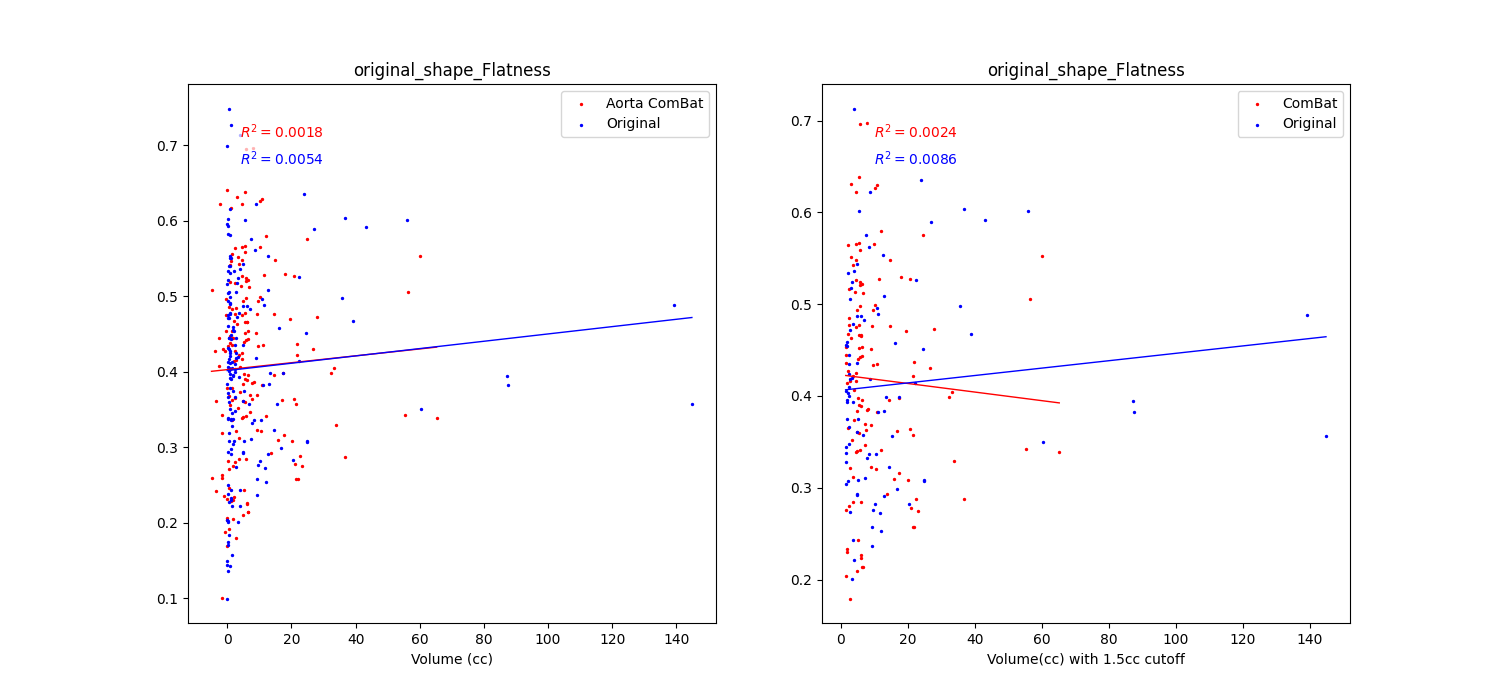 original_shape_Flatness
Aorta ComBat
Original
R² = 0.0018
R² = 0.0054
0.7
0.6
0.5
0.4
0.3
0.2
0.1
0 20 40 60 80 100 120 140
Volume (cc)
original_shape_Flatness
ComBat
Original
R² = 0.0024
R² = 0.0086
0.7
0.6
0.5
0.4
0.3
0.2
0 20 40 60 80 100 120 140
Volume(cc) with 1.5cc cutoff